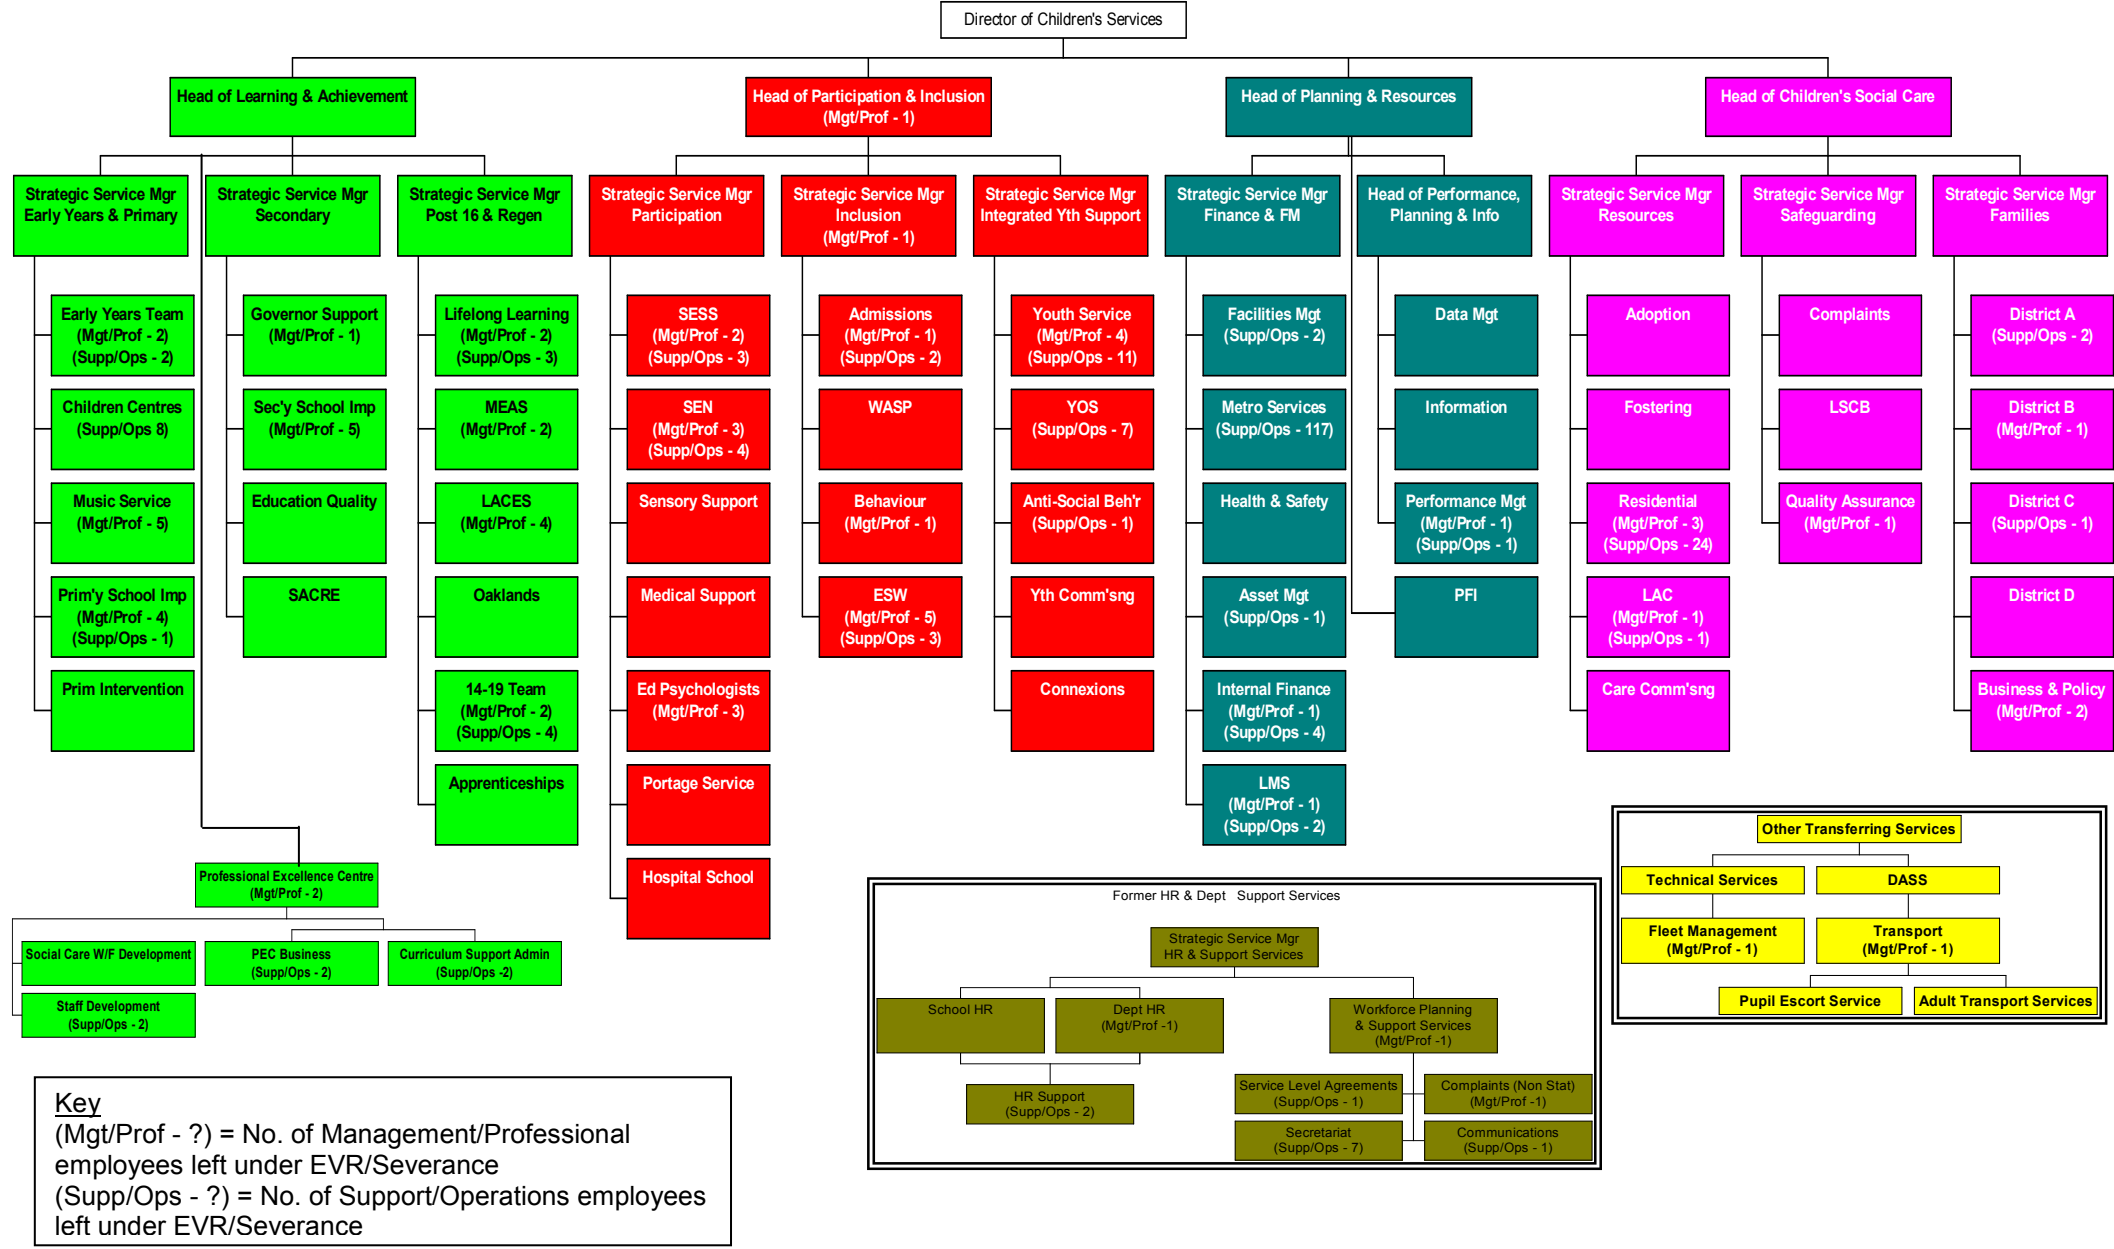 Director of Children's Services
Head of Learning & Achievement
Head of Participation & Inclusion
(Mgt/Prof - 1)
Head of Planning & Resources
Head of Children's Social Care
Strategic Service Mgr
Early Years & Primary
Strategic Service Mgr
Secondary
Strategic Service Mgr
Post 16 & Regen
Strategic Service Mgr
Participation
Strategic Service Mgr
Inclusion
(Mgt/Prof - 1)
Strategic Service Mgr
Integrated Yth Support
Strategic Service Mgr
Finance & FM
Head of Performance,
Planning & Info
Strategic Service Mgr
Resources
Strategic Service Mgr
Safeguarding
Strategic Service Mgr
Families
Early Years Team
(Mgt/Prof - 2)
(Supp/Ops - 2)
Children Centres
(Supp/Ops 8)
Music Service
(Mgt/Prof - 5)
Prim'y School Imp
(Mgt/Prof - 4)
(Supp/Ops - 1)
Prim Intervention
Governor Support
(Mgt/Prof - 1)
Sec'y School Imp
(Mgt/Prof - 5)
Education Quality
SACRE
Lifelong Learning
(Mgt/Prof - 2)
(Supp/Ops - 3)
MEAS
(Mgt/Prof - 2)
LACES
(Mgt/Prof - 4)
Oaklands
14-19 Team
(Mgt/Prof - 2)
(Supp/Ops - 4)
Apprenticeships
SESS
(Mgt/Prof - 2)
(Supp/Ops - 3)
SEN
(Mgt/Prof - 3)
(Supp/Ops - 4)
Sensory Support
Medical Support
Ed Psychologists
(Mgt/Prof - 3)
Portage Service
Hospital School
Admissions
(Mgt/Prof - 1)
(Supp/Ops - 2)
WASP
Behaviour
(Mgt/Prof - 1)
ESW
(Mgt/Prof - 5)
(Supp/Ops - 3)
Youth Service
(Mgt/Prof - 4)
(Supp/Ops - 11)
YOS
(Supp/Ops - 7)
Anti-Social Beh'r
(Supp/Ops - 1)
Yth Comm'sng
Connexions
Facilities Mgt
(Supp/Ops - 2)
Metro Services
(Supp/Ops - 117)
Health & Safety
Asset Mgt
(Supp/Ops - 1)
Internal Finance
(Mgt/Prof - 1)
(Supp/Ops - 4)
LMS
(Mgt/Prof - 1)
(Supp/Ops - 2)
Data Mgt
Information
Performance Mgt
(Mgt/Prof - 1)
(Supp/Ops - 1)
PFI
Adoption
Fostering
Residential
(Mgt/Prof - 3)
(Supp/Ops - 24)
LAC
(Mgt/Prof - 1)
(Supp/Ops - 1)
Care Comm'sng
Complaints
LSCB
Quality Assurance
(Mgt/Prof - 1)
District A
(Supp/Ops - 2)
District B
(Mgt/Prof - 1)
District C
(Supp/Ops - 1)
District D
Business & Policy
(Mgt/Prof - 2)
Professional Excellence Centre
(Mgt/Prof - 2)
Social Care W/F Development
PEC Business
(Supp/Ops - 2)
Curriculum Support Admin
(Supp/Ops -2)
Staff Development
(Supp/Ops - 2)
Former HR & Dept Support Services
Strategic Service Mgr
HR & Support Services
School HR
Dept HR
(Mgt/Prof -1)
Workforce Planning
& Support Services
(Mgt/Prof -1)
HR Support
(Supp/Ops - 2)
Service Level Agreements
(Supp/Ops - 1)
Complaints (Non Stat)
(Mgt/Prof -1)
Secretariat
(Supp/Ops - 7)
Communications
(Supp/Ops - 1)
Other Transferring Services
Technical Services
DASS
Fleet Management
(Mgt/Prof - 1)
Transport
(Mgt/Prof - 1)
Pupil Escort Service
Adult Transport Services
Key
(Mgt/Prof - ?) = No. of Management/Professional
employees left under EVR/Severance
(Supp/Ops - ?) = No. of Support/Operations employees
left under EVR/Severance